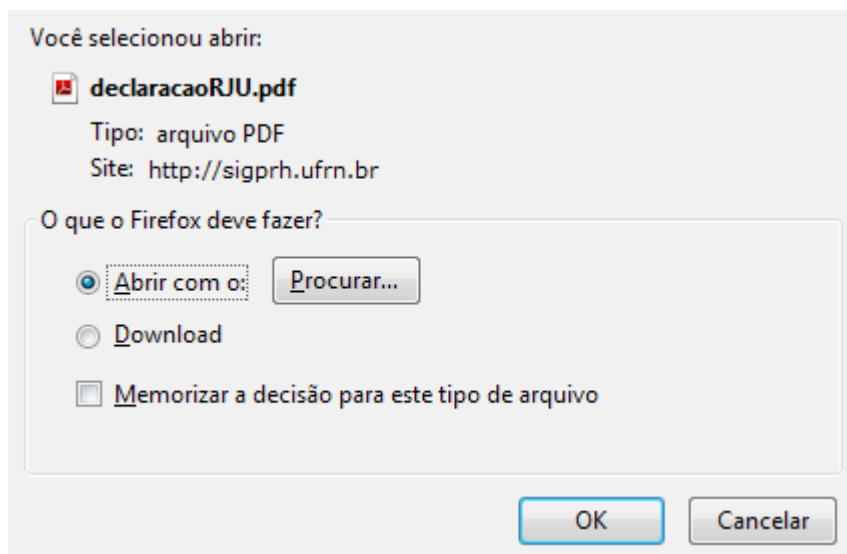 Você selecionou abrir:
declaracaoRJU.pdf
Tipo: arquivo PDF
Site: http://sigprh.ufrn.br
O que o Firefox deve fazer?
Abrir com o: Procurar...
Download
Memorizar a decisão para este tipo de arquivo
OK Cancelar